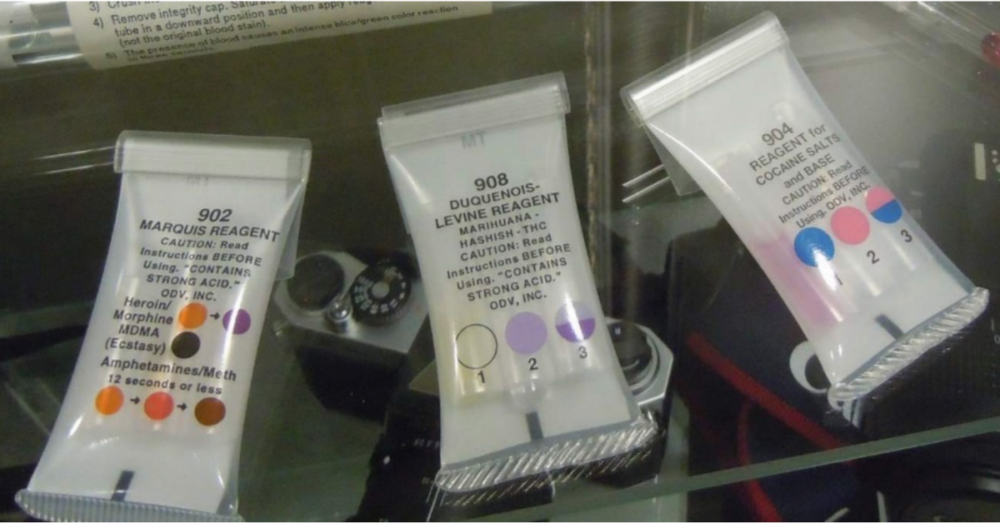 3) Crush
4) Remove integrity cap. Saturate
tube in a downward position and then apply
(not the original blood stain).
5) The presence of blood causes an intense blue/green color reaction
in three seconds.
902
MARQUIS REAGENT
CAUTION: Read
Instructions BEFORE
Using. "CONTAINS
STRONG ACID."
ODV, INC.
Heroin/
Morphine
MDMA
(Ecstasy)
Amphetamines/Meth
12 seconds or less
MT
908
DUQUENOIS-
LEVINE REAGENT
MARIHUANA -
HASHISH - THC
CAUTION: Read
Instructions BEFORE
Using. "CONTAINS
STRONG ACID."
ODV, INC.
1 2 3
904
REAGENT for
COCAINE SALTS
and BASE
CAUTION: Read
Instructions BEFORE
Using. ODV, INC.
1 2 3